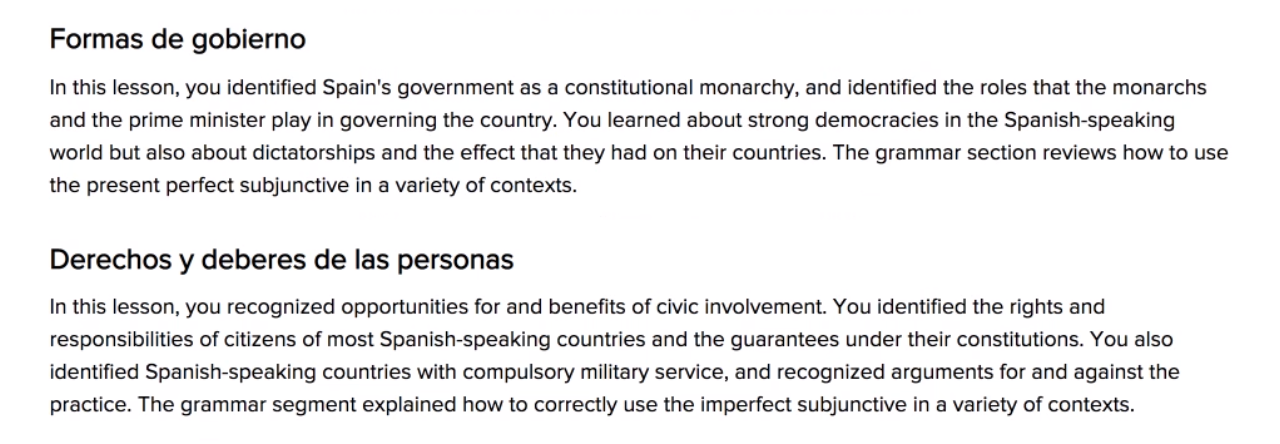 Formas de gobierno
In this lesson, you identified Spain's government as a constitutional monarchy, and identified the roles that the monarchs
and the prime minister play in governing the country. You learned about strong democracies in the Spanish-speaking
world but also about dictatorships and the effect that they had on their countries. The grammar section reviews how to use
the present perfect subjunctive in a variety of contexts.
Derechos y deberes de las personas
In this lesson, you recognized opportunities for and benefits of civic involvement. You identified the rights and
responsibilities of citizens of most Spanish-speaking countries and the guarantees under their constitutions. You also
identified Spanish-speaking countries with compulsory military service, and recognized arguments for and against the
practice. The grammar segment explained how to correctly use the imperfect subjunctive in a variety of contexts.